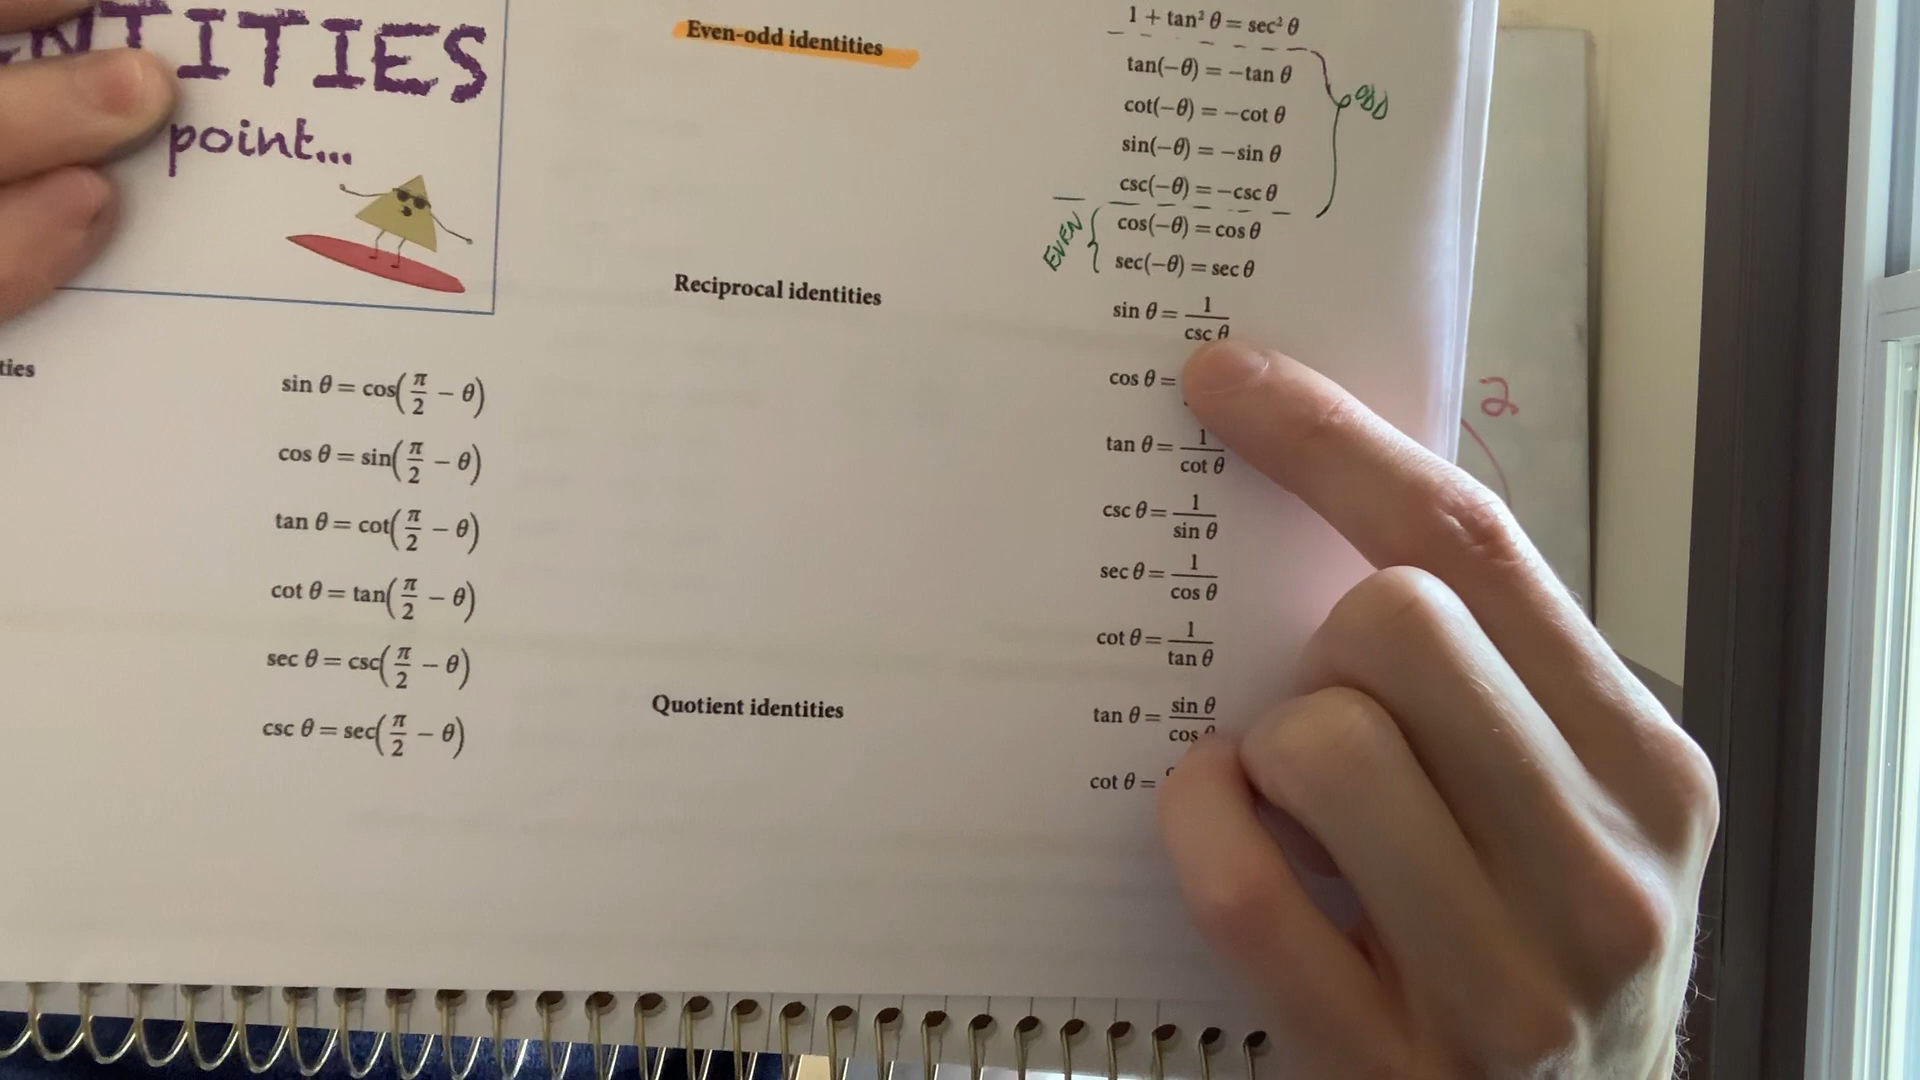 NTITIES
point...
ties
sin θ = cos(π/2 − θ)
cos θ = sin(π/2 − θ)
tan θ = cot(π/2 − θ)
cot θ = tan(π/2 − θ)
sec θ = csc(π/2 − θ)
csc θ = sec(π/2 − θ)
Even-odd identities
1 + tan² θ = sec² θ
tan(−θ) = −tan θ
cot(−θ) = −cot θ
sin(−θ) = −sin θ
csc(−θ) = −csc θ
ODD
cos(−θ) = cos θ
sec(−θ) = sec θ
EVEN
Reciprocal identities
sin θ = 1/csc θ
cos θ =
tan θ = 1/cot θ
csc θ = 1/sin θ
sec θ = 1/cos θ
cot θ = 1/tan θ
Quotient identities
tan θ = sin θ/cos θ
cot θ =
2